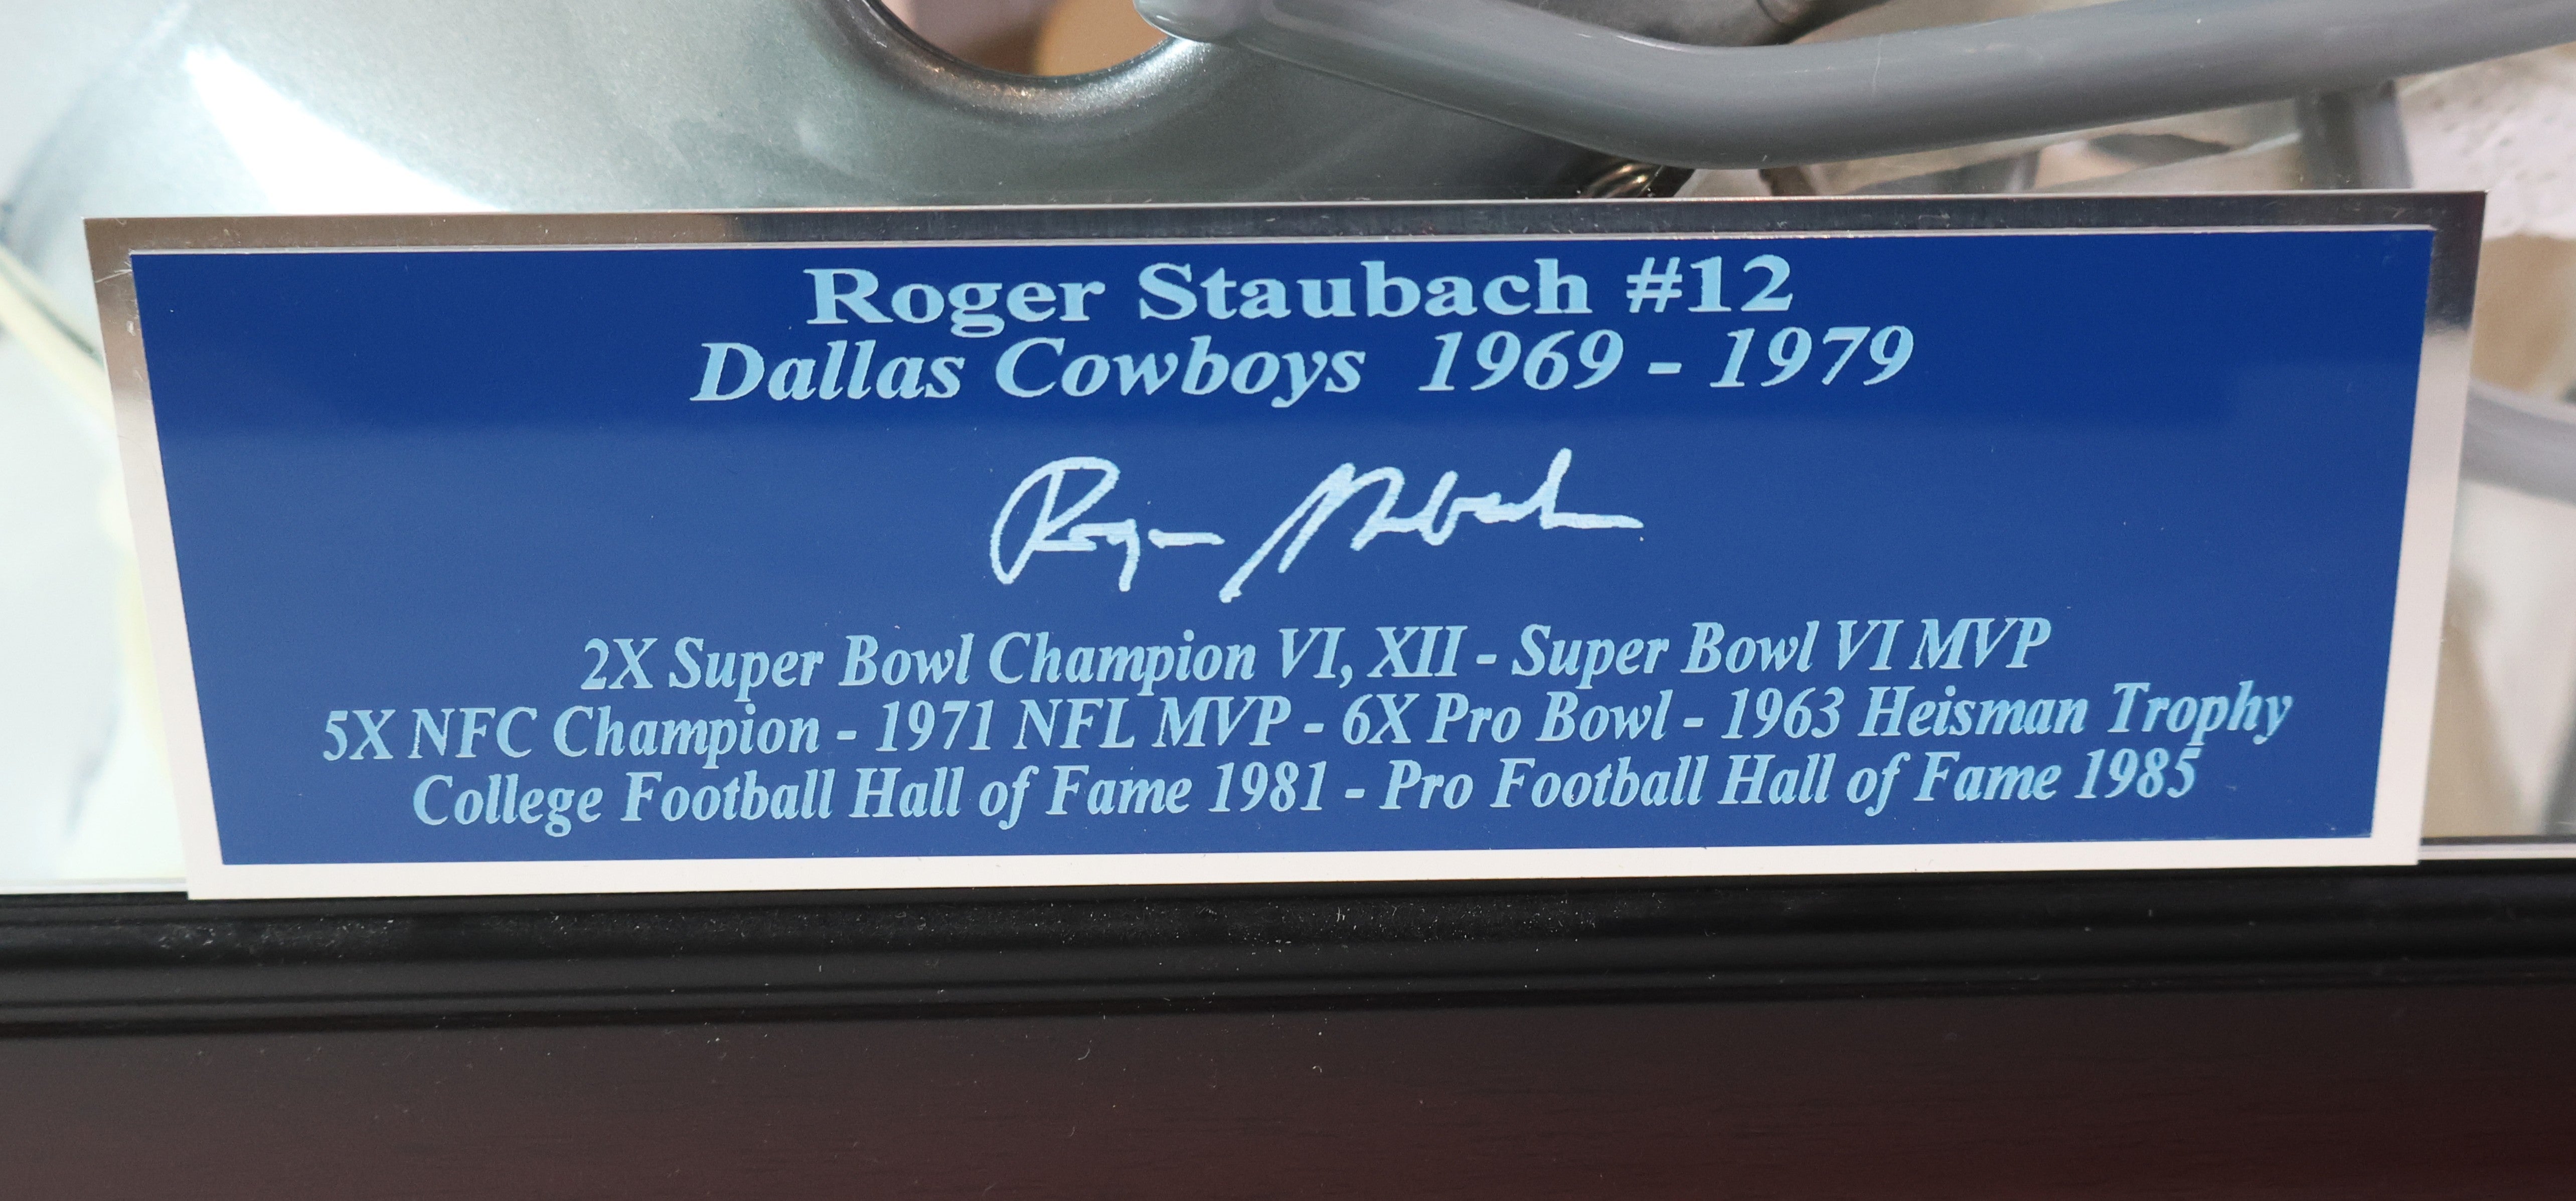 Roger Staubach #12
Dallas Cowboys 1969 - 1979
Roger Staubach
2X Super Bowl Champion VI, XII - Super Bowl VI MVP
5X NFC Champion - 1971 NFL MVP - 6X Pro Bowl - 1963 Heisman Trophy
College Football Hall of Fame 1981 - Pro Football Hall of Fame 1985